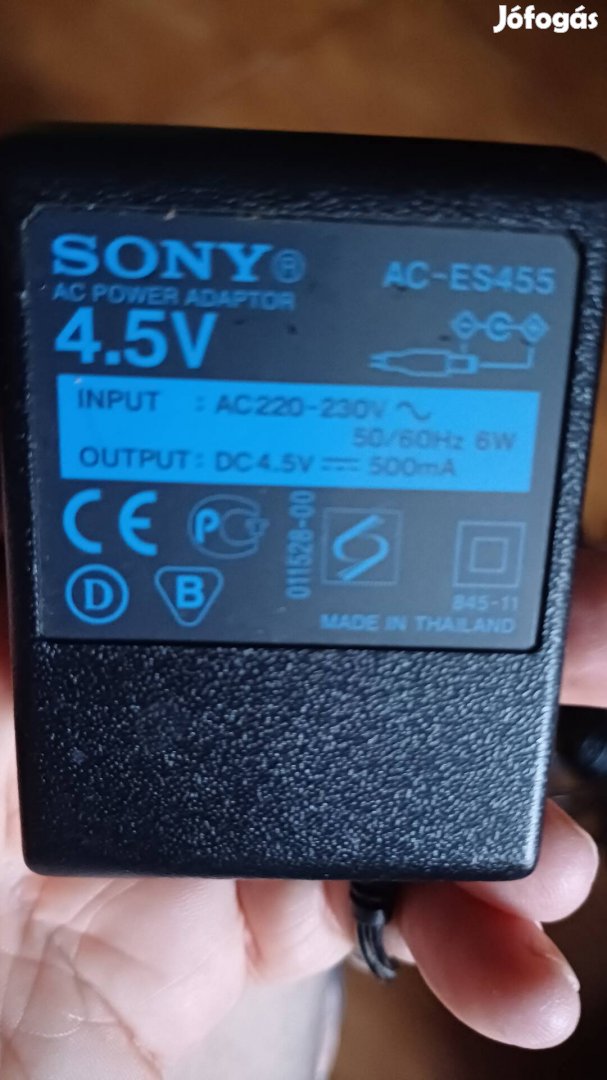 Jófogás
SONY®
AC-ES455
AC POWER ADAPTOR
4.5V
INPUT : AC220-230V ~
50/60Hz 6W
OUTPUT : DC4.5V ⎓ 500mA
CE
011528-00
D
B
845-11
MADE IN THAILAND